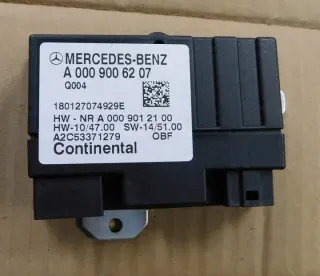 MERCEDES-BENZ
A 000 900 62 07
Q004
180127074929E
HW - NR A 000 901 21 00
HW-10/47.00 SW-14/51.00
A2C53371279 OBF
Continental